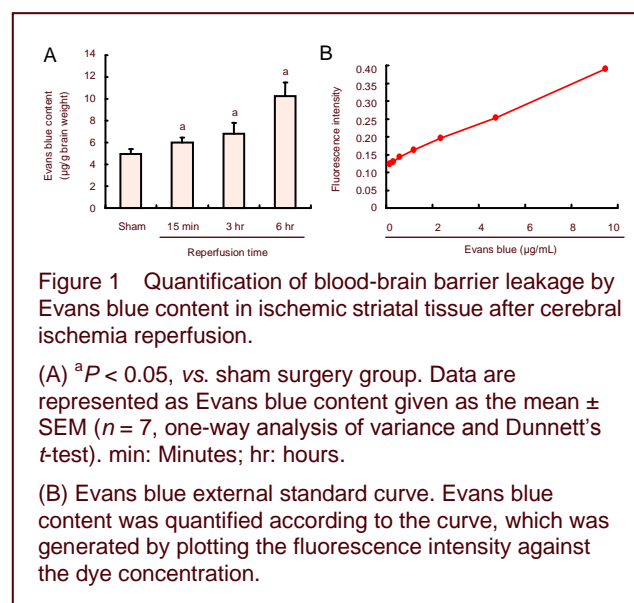 A
Evans blue content
(µg/g brain weight)
14
12
10
8
6
4
2
0
a
a
a
Sham
15 min
3 hr
6 hr
Reperfusion time
B
Fluorescence intensity
0.40
0.35
0.30
0.25
0.20
0.15
0.10
0.05
0
0
2
4
6
8
10
Evans blue (µg/mL)
Figure 1 Quantification of blood-brain barrier leakage by
Evans blue content in ischemic striatal tissue after cerebral
ischemia reperfusion.
(A) ᵃP < 0.05, vs. sham surgery group. Data are
represented as Evans blue content given as the mean ±
SEM (n = 7, one-way analysis of variance and Dunnett's
t-test). min: Minutes; hr: hours.
(B) Evans blue external standard curve. Evans blue
content was quantified according to the curve, which was
generated by plotting the fluorescence intensity against
the dye concentration.